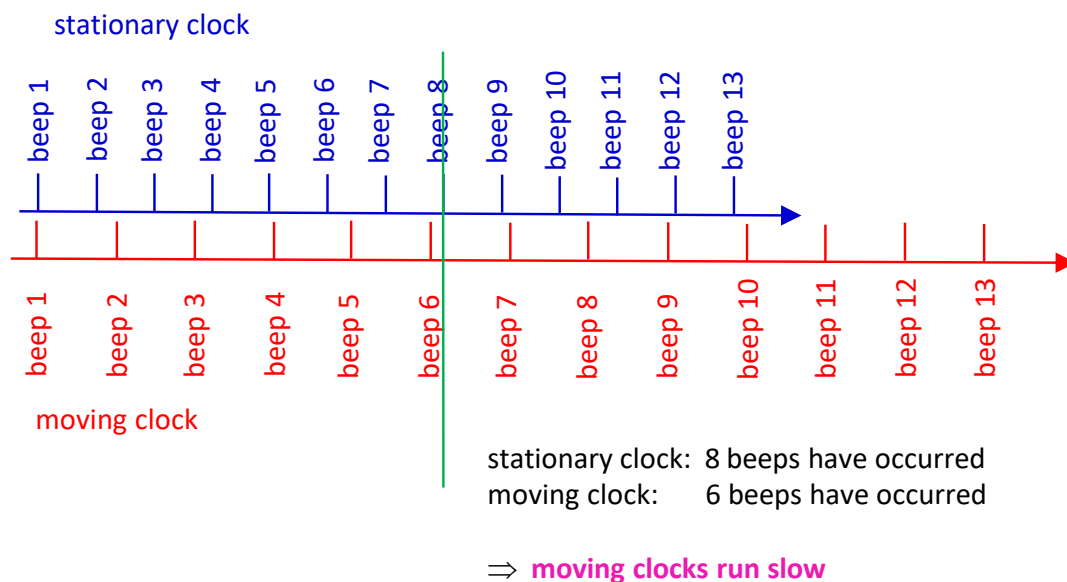 stationary clock
beep 1 beep 2 beep 3 beep 4 beep 5 beep 6 beep 7 beep 8 beep 9 beep 10 beep 11 beep 12 beep 13
beep 1 beep 2 beep 3 beep 4 beep 5 beep 6 beep 7 beep 8 beep 9 beep 10 beep 11 beep 12 beep 13
moving clock
stationary clock: 8 beeps have occurred
moving clock: 6 beeps have occurred
⇒ moving clocks run slow